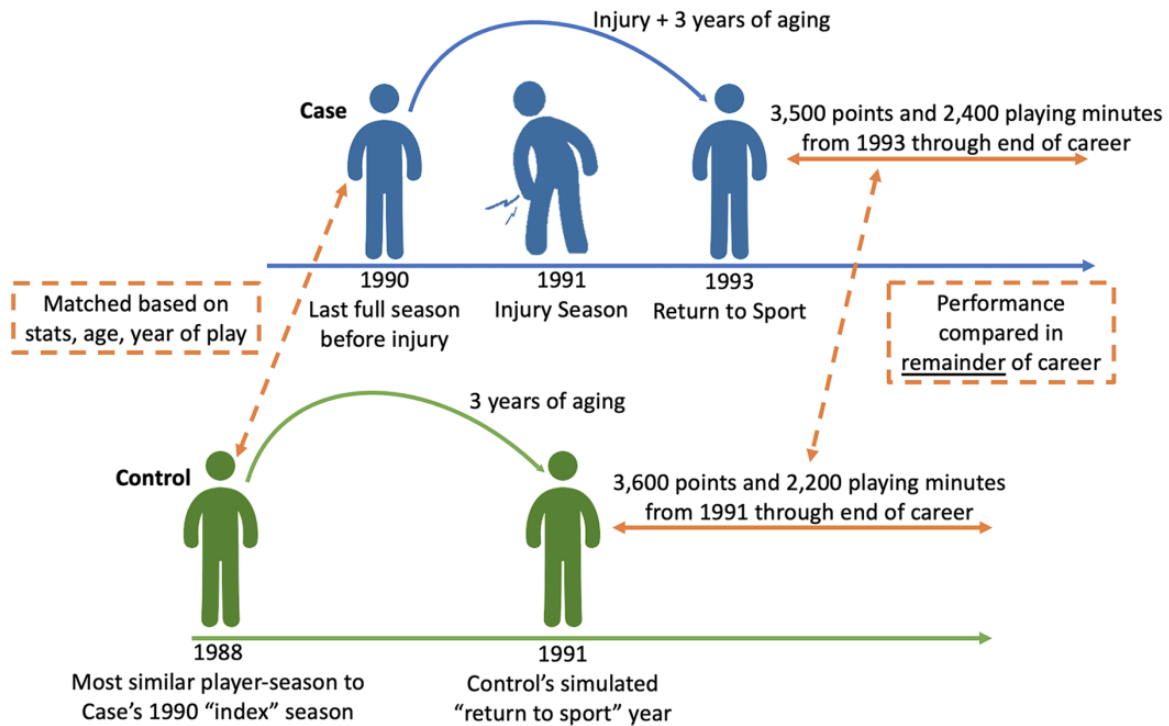 Injury + 3 years of aging
Case
3,500 points and 2,400 playing minutes
from 1993 through end of career
1990
Last full season
before injury
1991
Injury Season
1993
Return to Sport
Matched based on
stats, age, year of play
Performance
compared in
remainder of career
3 years of aging
Control
3,600 points and 2,200 playing minutes
from 1991 through end of career
1988
Most similar player-season to
Case's 1990 “index” season
1991
Control's simulated
“return to sport” year